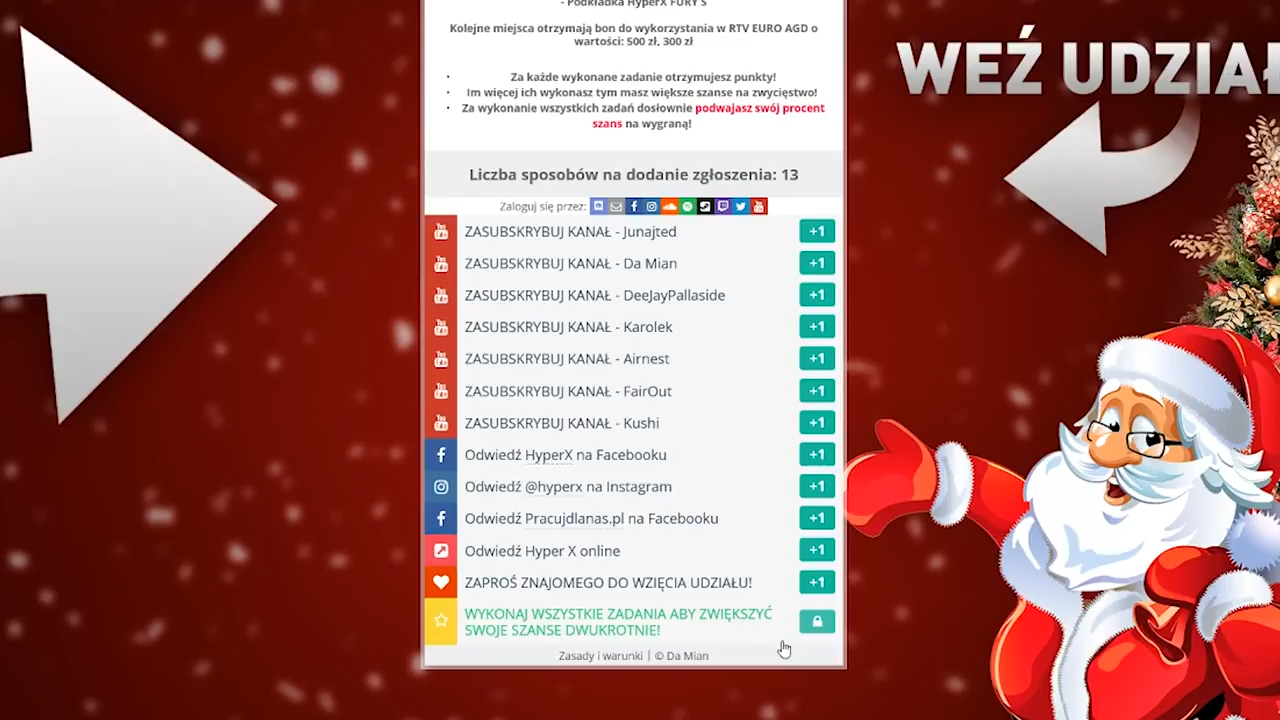 - Podkładka HyperX FURY S
Kolejne miejsca otrzymają bon do wykorzystania w RTV EURO AGD o
wartości: 500 zł, 300 zł
WEŹ UDZIAŁ
• Za każde wykonane zadanie otrzymujesz punkty!
• Im więcej ich wykonasz tym masz większe szanse na zwycięstwo!
• Za wykonanie wszystkich zadań dosłownie podwajasz swój procent
szans na wygraną!
Liczba sposobów na dodanie zgłoszenia: 13
Zaloguj się przez:
ZASUBSKRYBUJ KANAŁ - Junajted +1
ZASUBSKRYBUJ KANAŁ - Da Mian +1
ZASUBSKRYBUJ KANAŁ - DeeJayPallaside +1
ZASUBSKRYBUJ KANAŁ - Karolek +1
ZASUBSKRYBUJ KANAŁ - Airnest +1
ZASUBSKRYBUJ KANAŁ - FairOut +1
ZASUBSKRYBUJ KANAŁ - Kushi +1
Odwiedź HyperX na Facebooku +1
Odwiedź @hyperx na Instagram +1
Odwiedź Pracujdlanas.pl na Facebooku +1
Odwiedź Hyper X online +1
ZAPROŚ ZNAJOMEGO DO WZIĘCIA UDZIAŁU! +1
WYKONAJ WSZYSTKIE ZADANIA ABY ZWIĘKSZYĆ
SWOJE SZANSE DWUKROTNIE!
Zasady i warunki | © Da Mian